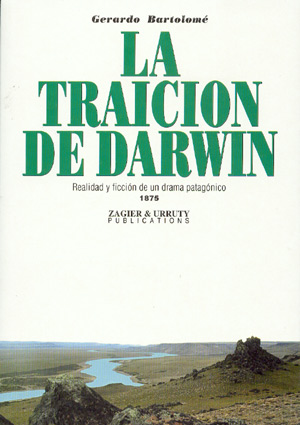 Gerardo Bartolomé
LA
TRAICION
DE DARWIN
Realidad y ficción de un drama patagónico
1875
ZAGIER & URRUTY
PUBLICATIONS